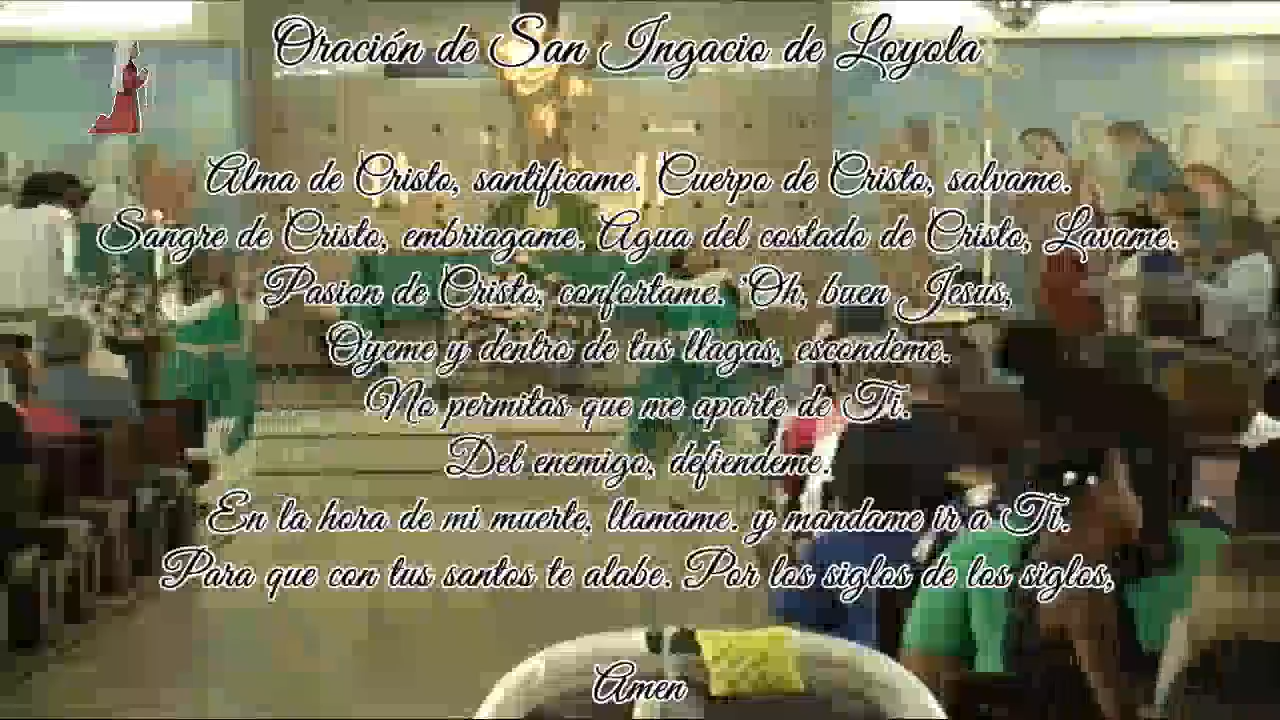 Oración de San Ingacio de Loyola
Alma de Cristo, santificame. Cuerpo de Cristo, salvame.
Sangre de Cristo, embriagame. Agua del costado de Cristo, Lavame.
Pasion de Cristo, confortame. 'Oh, buen Jesus,
Oyeme y dentro de tus llagas, escondeme.
No permitas que me aparte de Ti.
Del enemigo, defiendeme.
En la hora de mi muerte, llamame. y mandame ir a Ti.
Para que con tus santos te alabe. Por los siglos de los siglos,
Amen